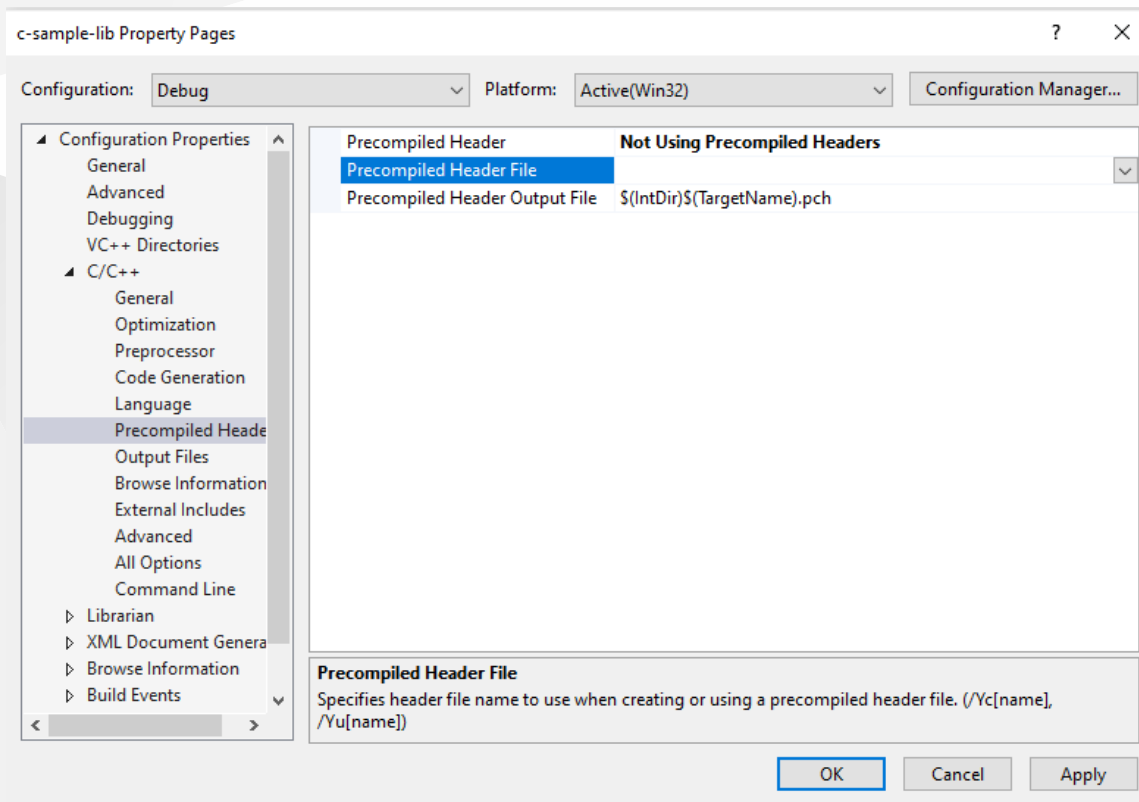 c-sample-lib Property Pages
Configuration: Debug Platform: Active(Win32) Configuration Manager...
Configuration Properties
General
Advanced
Debugging
VC++ Directories
C/C++
General
Optimization
Preprocessor
Code Generation
Language
Precompiled Heade
Output Files
Browse Information
External Includes
Advanced
All Options
Command Line
Librarian
XML Document Genera
Browse Information
Build Events
Precompiled Header Not Using Precompiled Headers
Precompiled Header File
Precompiled Header Output File $(IntDir)$(TargetName).pch
Precompiled Header File
Specifies header file name to use when creating or using a precompiled header file. (/Yc[name],
/Yu[name])
OK Cancel Apply